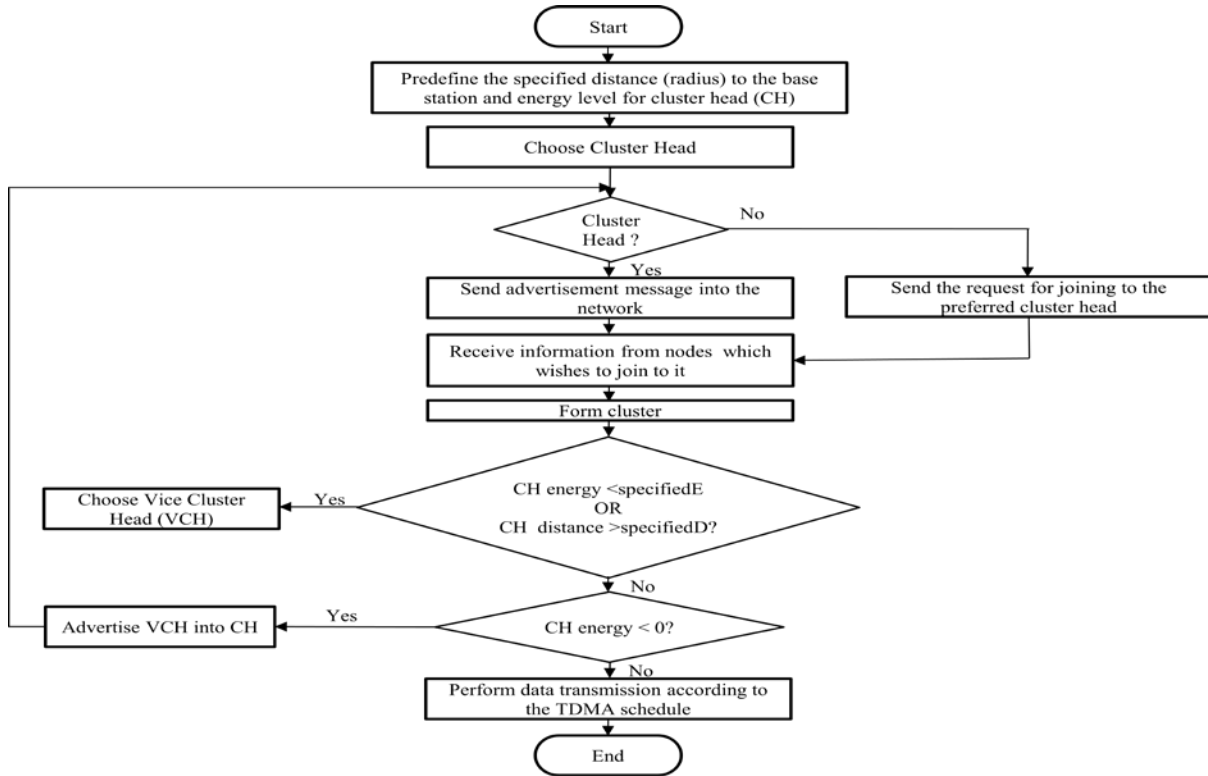 Start
Predefine the specified distance (radius) to the base
station and energy level for cluster head (CH)
Choose Cluster Head
Cluster
Head ?
No
Yes
Send advertisement message into the
network
Send the request for joining to the
preferred cluster head
Receive information from nodes which
wishes to join to it
Form cluster
CH energy <specifiedE
OR
CH distance >specifiedD?
Yes
Choose Vice Cluster
Head (VCH)
No
CH energy < 0?
Yes
Advertise VCH into CH
No
Perform data transmission according to
the TDMA schedule
End